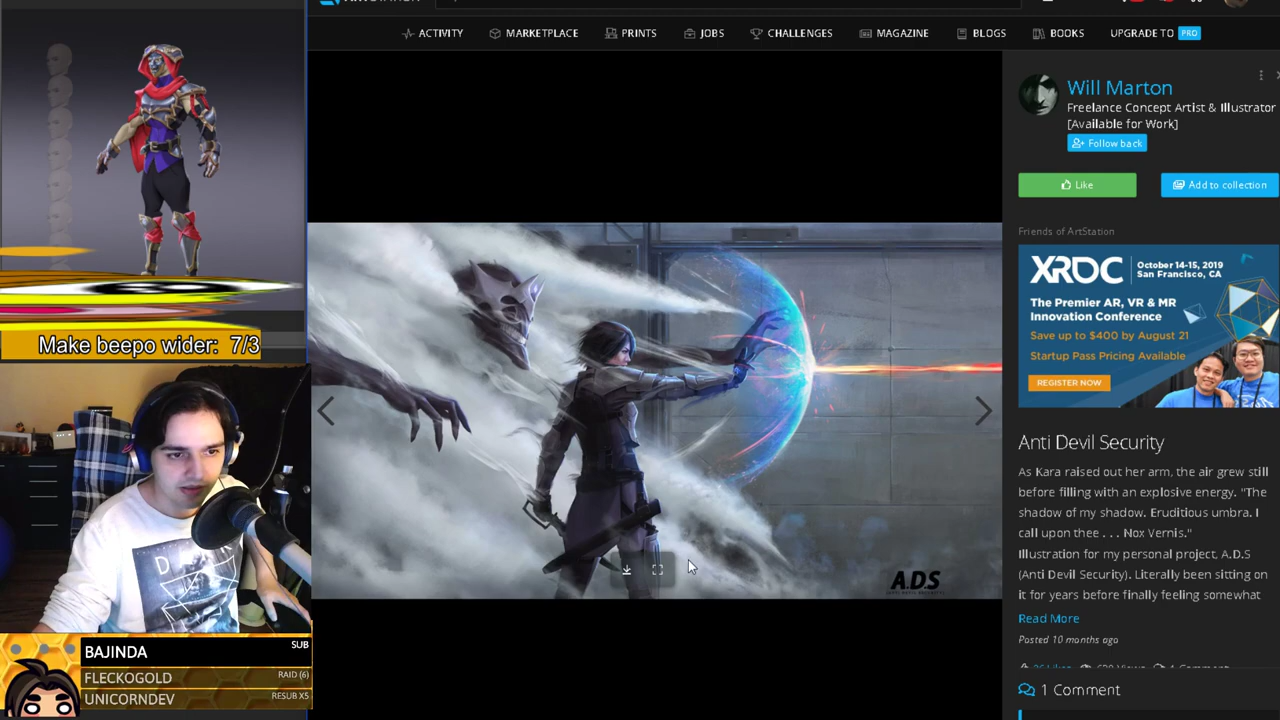 ACTIVITY MARKETPLACE PRINTS JOBS CHALLENGES MAGAZINE BLOGS BOOKS UPGRADE TO PRO
Will Marton
Freelance Concept Artist & Illustrator
[Available for Work]
Follow back
Like Add to collection
Friends of ArtStation
XRDC October 14-15, 2019
San Francisco, CA
The Premier AR, VR & MR
Innovation Conference
Save up to $400 by August 21
Startup Pass Pricing Available
REGISTER NOW
Anti Devil Security
As Kara raised out her arm, the air grew still
before filling with an explosive energy. "The
shadow of my shadow. Eruditious umbra. I
call upon thee . . . Nox Vernis."
Illustration for my personal project, A.D.S
(Anti Devil Security). Literally been sitting on
it for years before finally feeling somewhat
Read More
Posted 10 months ago
1 Comment
A.D.S
Make beepo wider: 7/3
BAJINDA SUB
FLECKOGOLD RAID (6)
UNICORNDEV RESUB X5